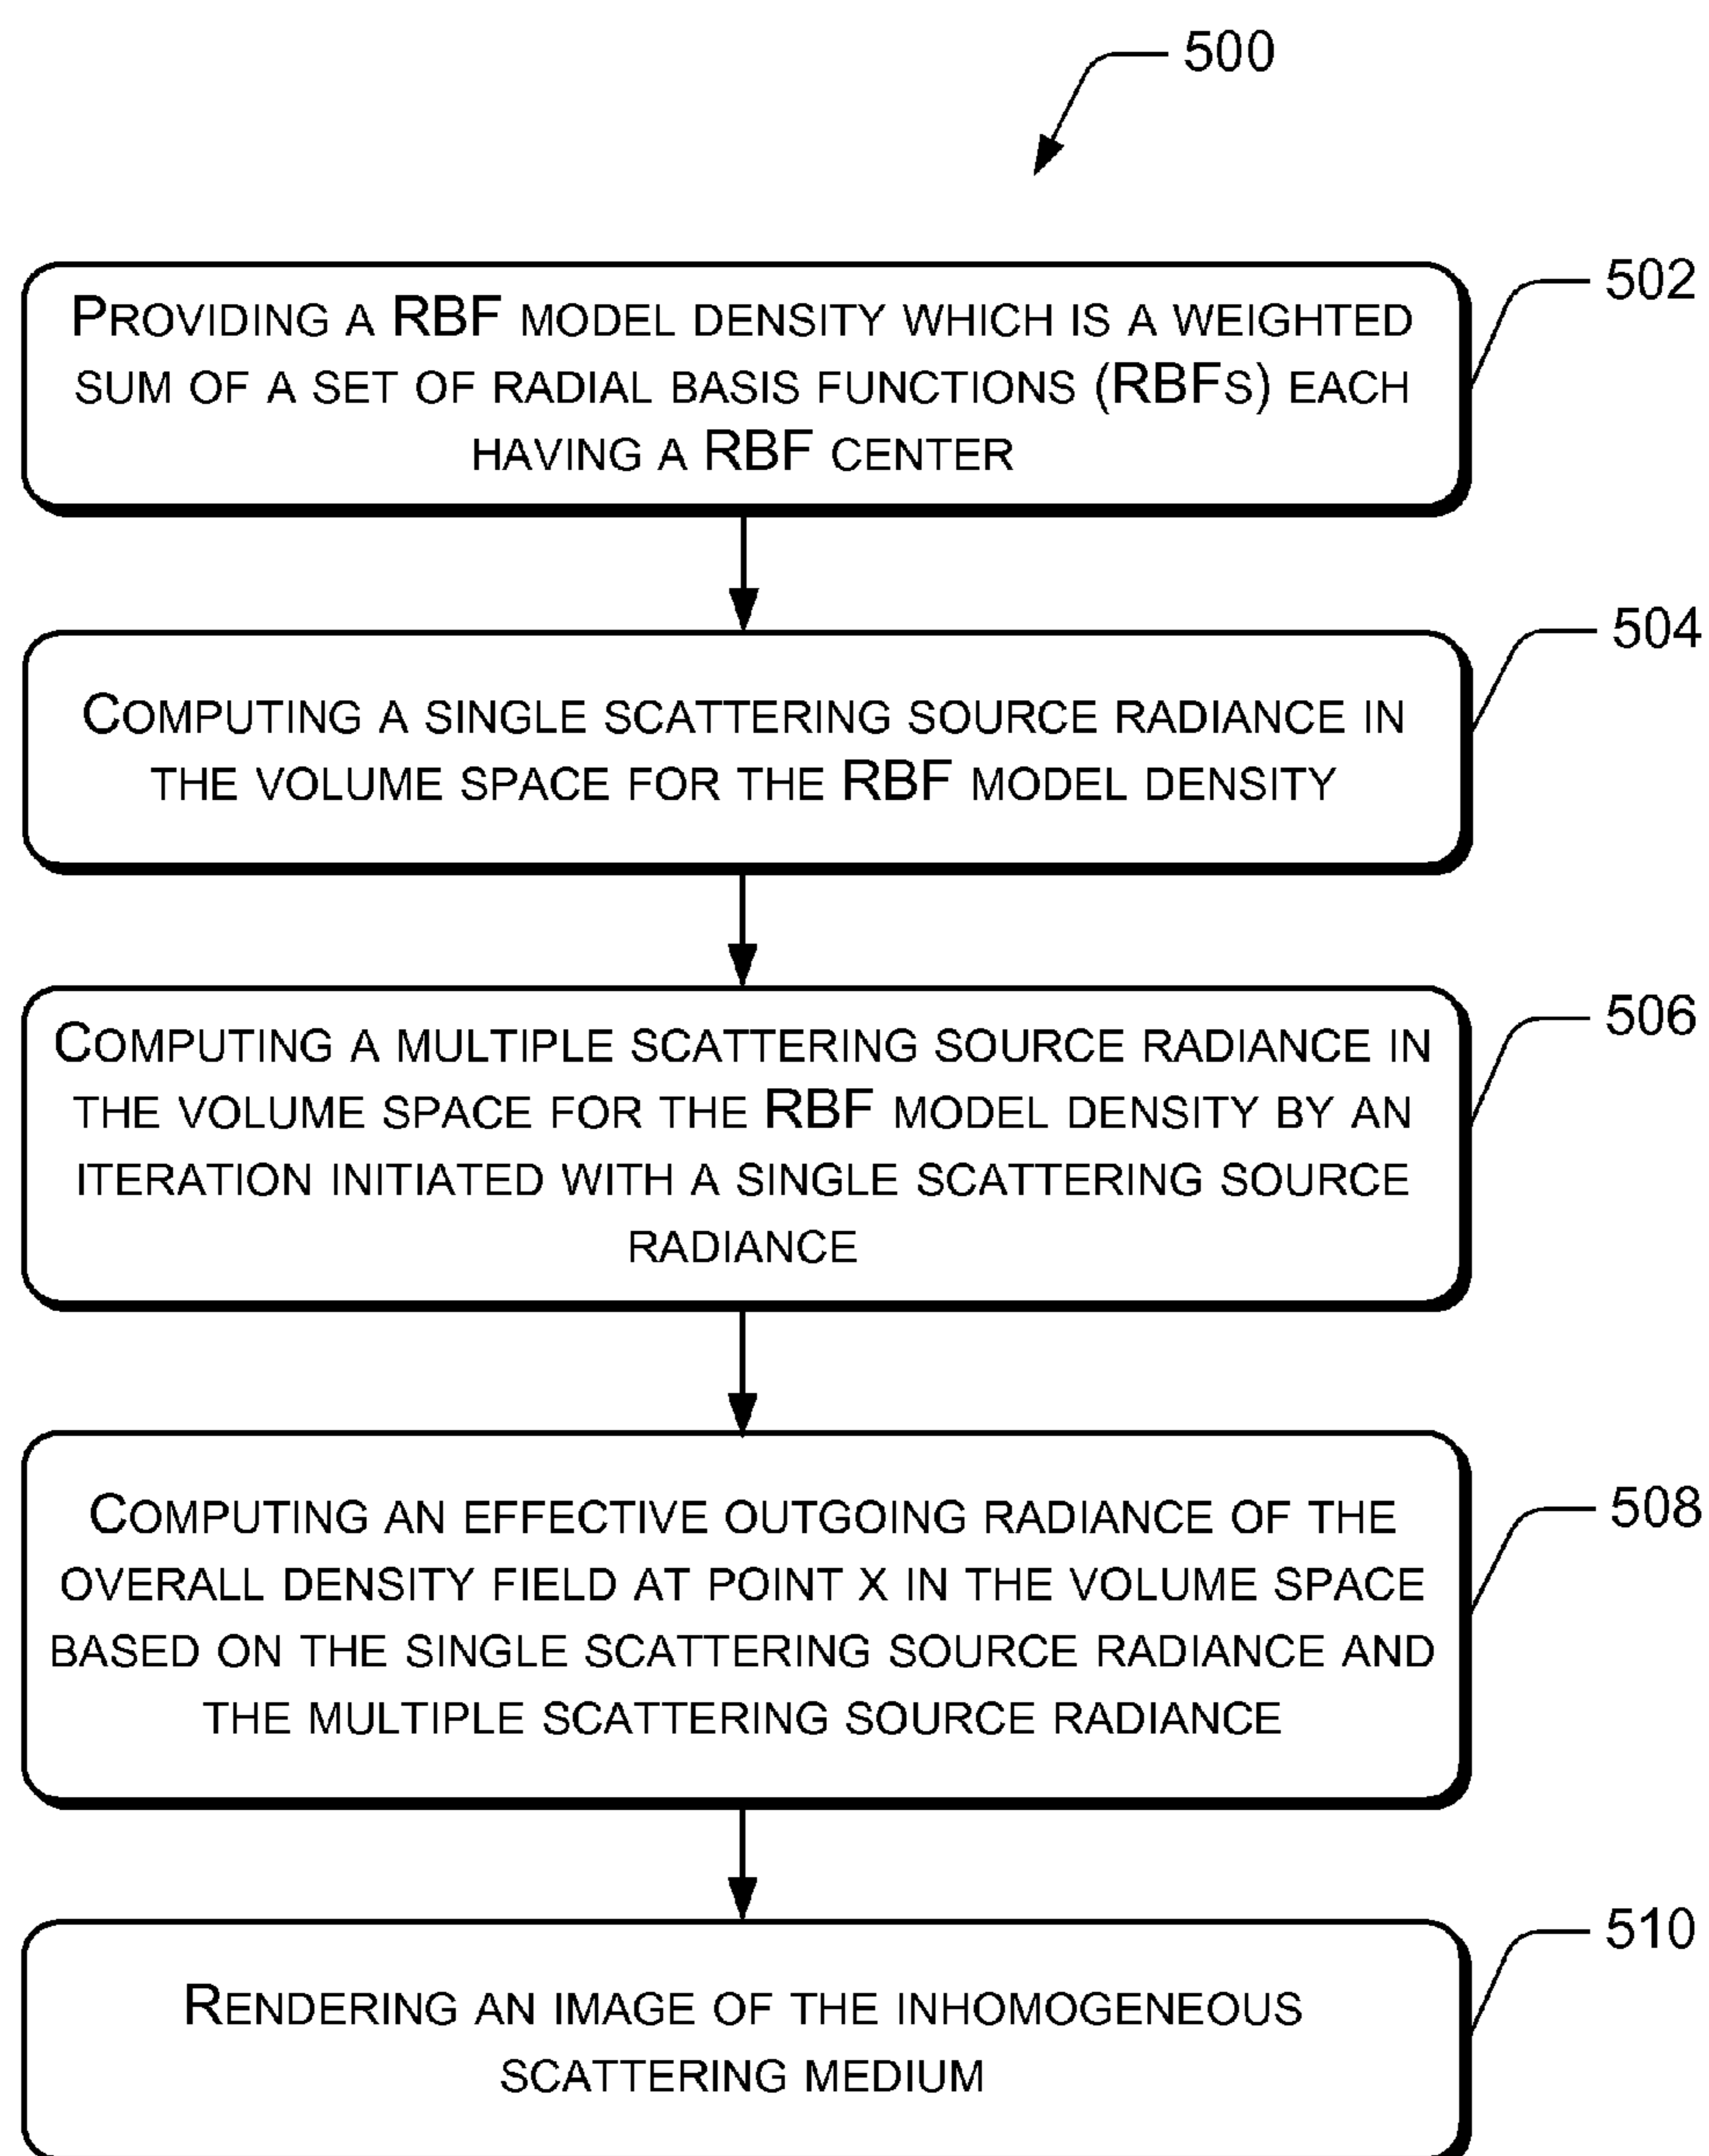 500
502
PROVIDING A RBF MODEL DENSITY WHICH IS A WEIGHTED
SUM OF A SET OF RADIAL BASIS FUNCTIONS (RBFS) EACH
HAVING A RBF CENTER
504
COMPUTING A SINGLE SCATTERING SOURCE RADIANCE IN
THE VOLUME SPACE FOR THE RBF MODEL DENSITY
506
COMPUTING A MULTIPLE SCATTERING SOURCE RADIANCE IN
THE VOLUME SPACE FOR THE RBF MODEL DENSITY BY AN
ITERATION INITIATED WITH A SINGLE SCATTERING SOURCE
RADIANCE
508
COMPUTING AN EFFECTIVE OUTGOING RADIANCE OF THE
OVERALL DENSITY FIELD AT POINT X IN THE VOLUME SPACE
BASED ON THE SINGLE SCATTERING SOURCE RADIANCE AND
THE MULTIPLE SCATTERING SOURCE RADIANCE
510
RENDERING AN IMAGE OF THE INHOMOGENEOUS
SCATTERING MEDIUM